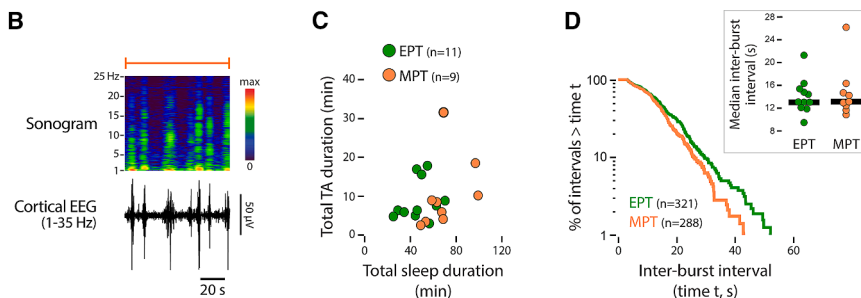 B
25 Hz
20
15
10
5
1
Sonogram
max
0
Cortical EEG
(1-35 Hz)
50 µV
20 s
C
EPT (n=11)
MPT (n=9)
Total TA duration (min)
40
30
20
10
0
0
40
80
120
Total sleep duration
(min)
D
% of intervals > time t
100
10
1
EPT (n=321)
MPT (n=288)
0
20
40
60
Inter-burst interval
(time t, s)
Median inter-burst
interval (s)
28
24
20
16
12
8
EPT
MPT